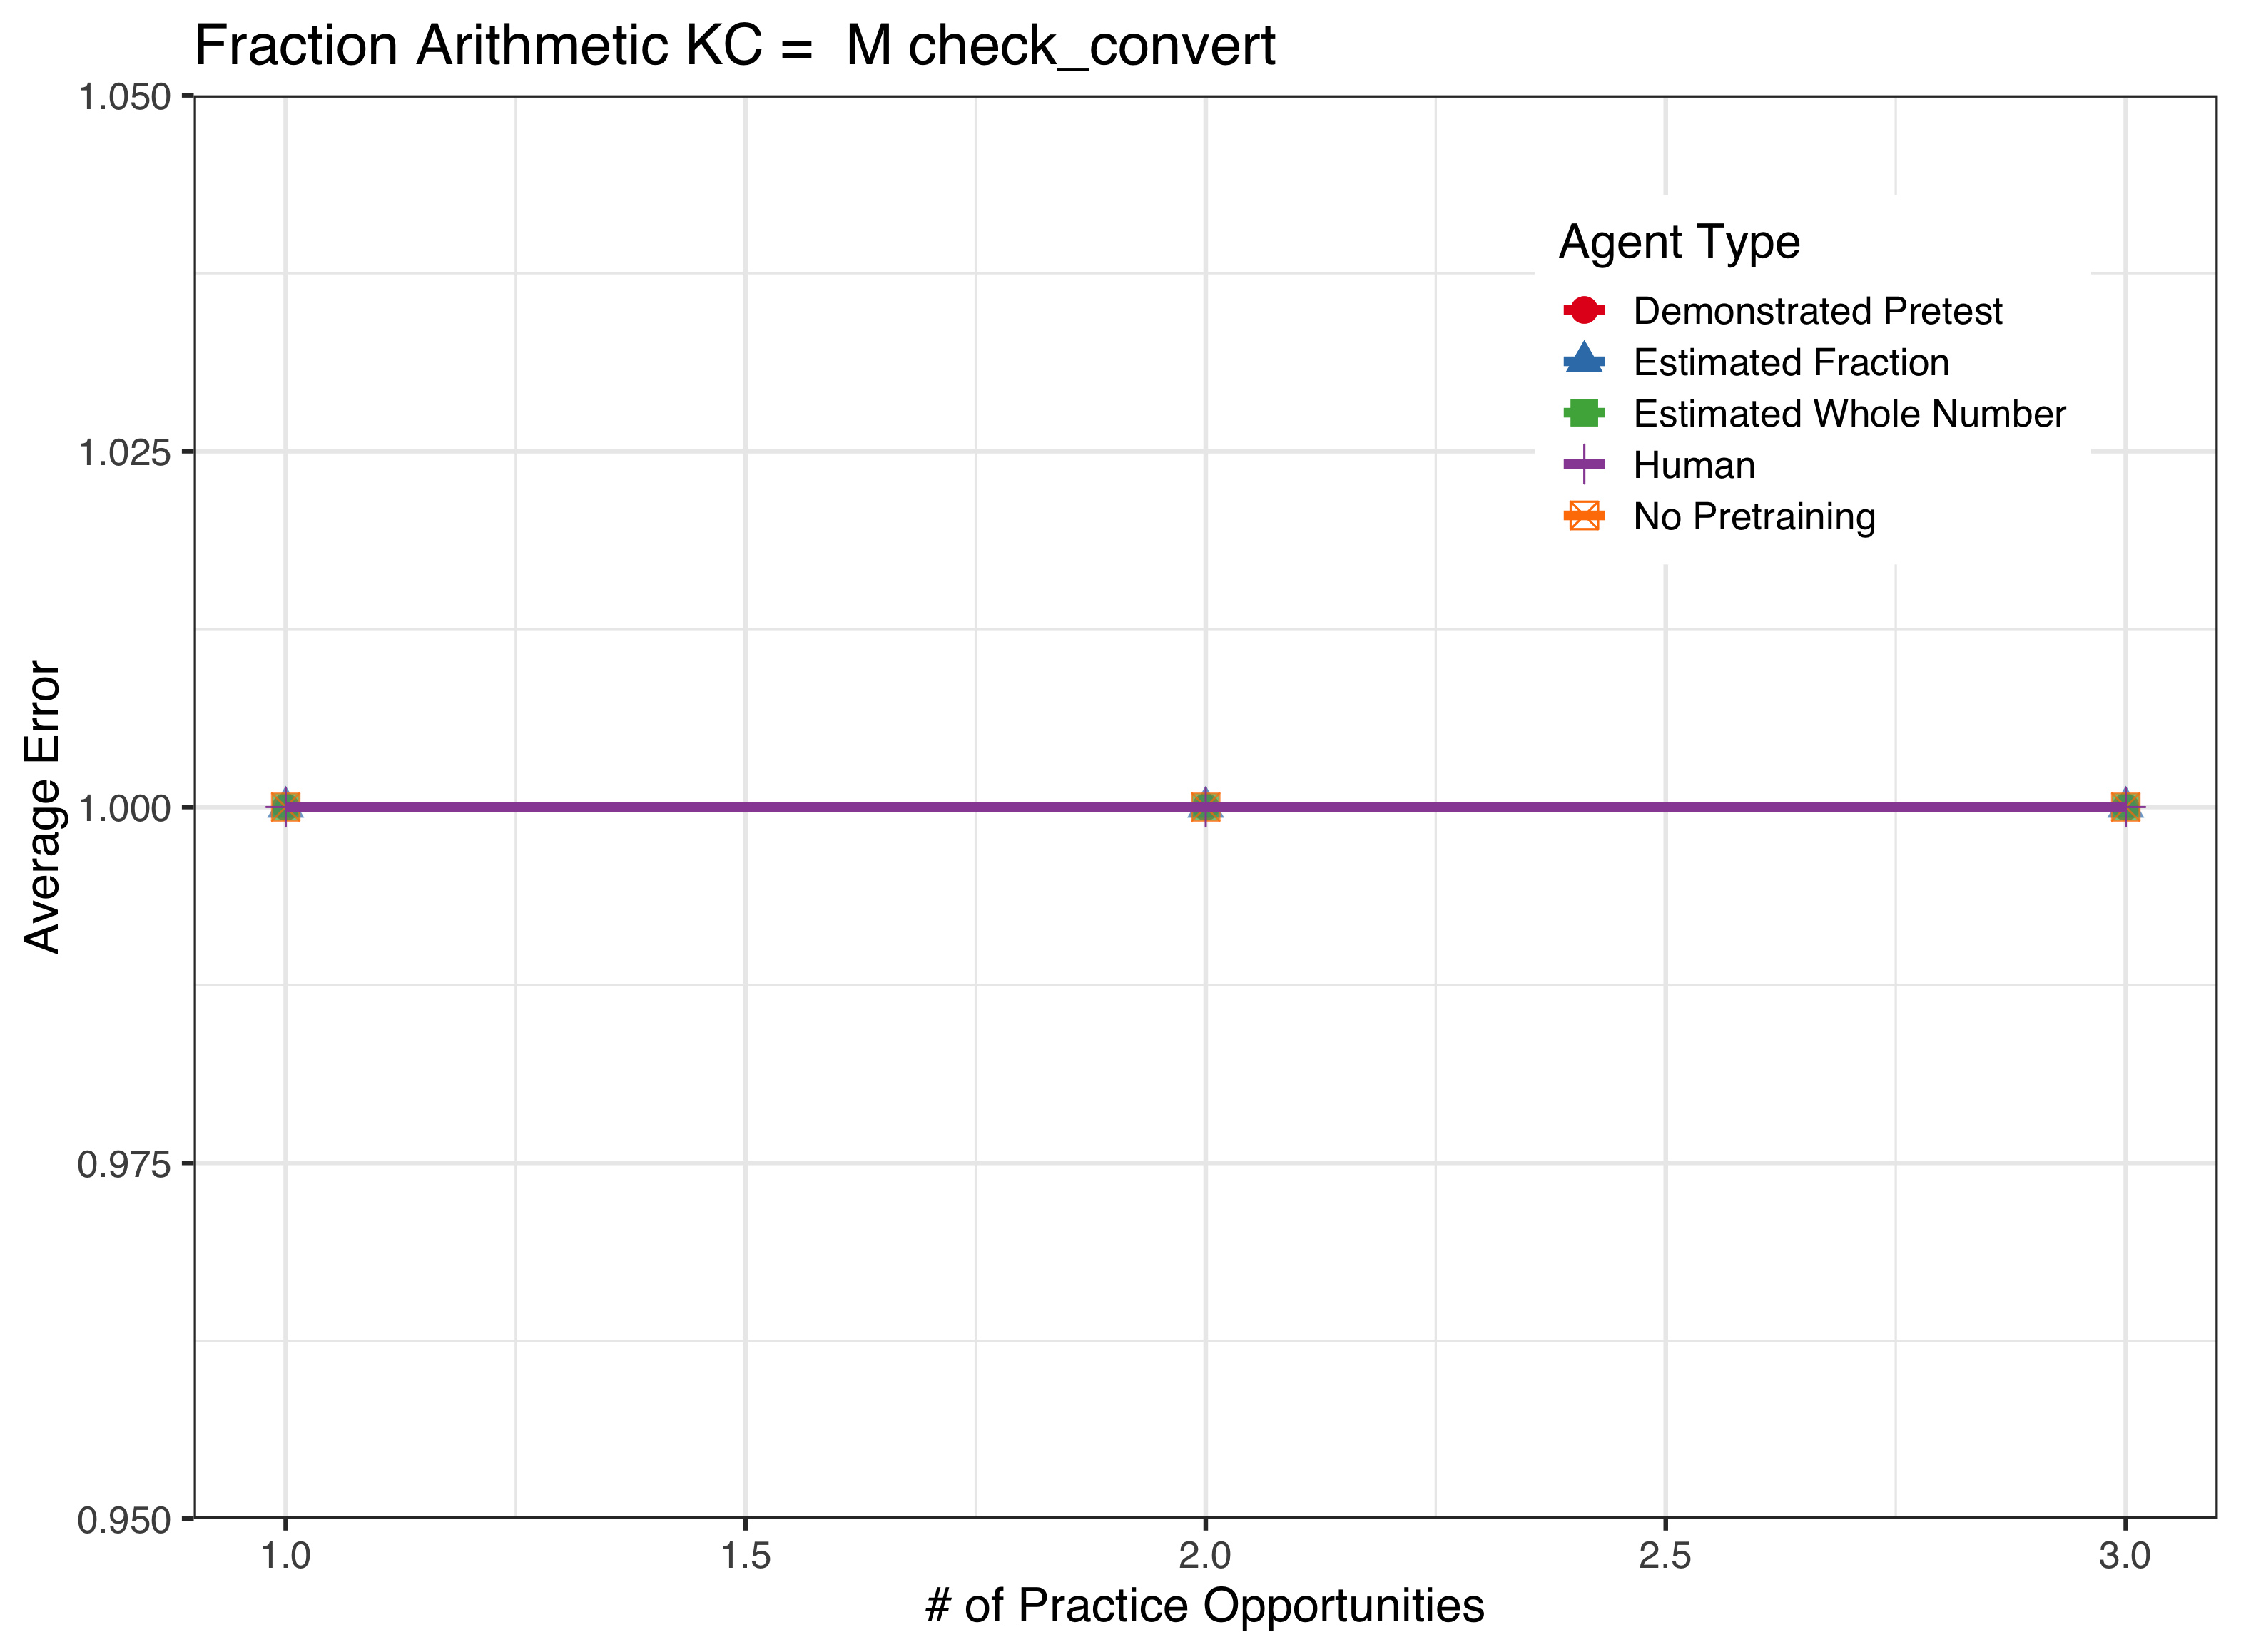 Fraction Arithmetic KC =  M check_convert
1.050
1.025
1.000
0.975
0.950
Average Error
Agent Type
Demonstrated Pretest
Estimated Fraction
Estimated Whole Number
Human
No Pretraining
1.0 1.5 2.0 2.5 3.0
# of Practice Opportunities